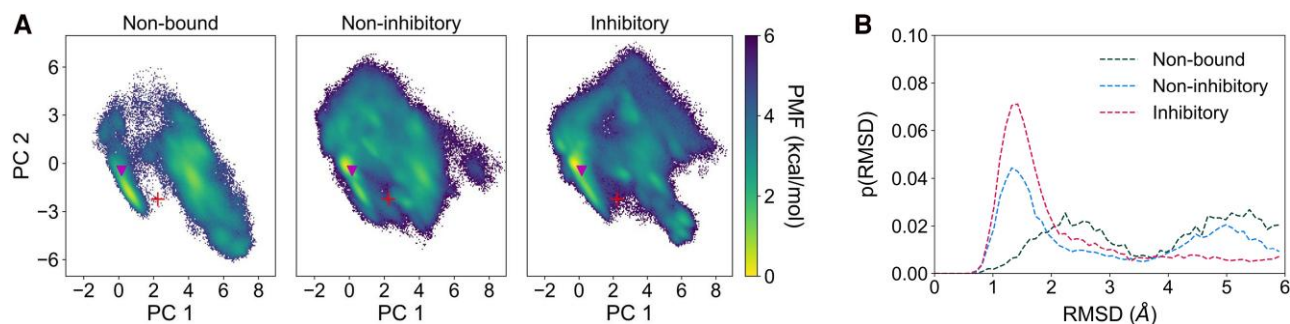 A
Non-bound
Non-inhibitory
Inhibitory
6
3
0
−3
−6
PC 2
−2 0 2 4 6 8
PC 1
−2 0 2 4 6 8
PC 1
−2 0 2 4 6 8
PC 1
6
4
2
0
PMF (kcal/mol)
B
0.10
0.08
0.06
0.04
0.02
0.00
p(RMSD)
Non-bound
Non-inhibitory
Inhibitory
0 1 2 3 4 5 6
RMSD (Å)